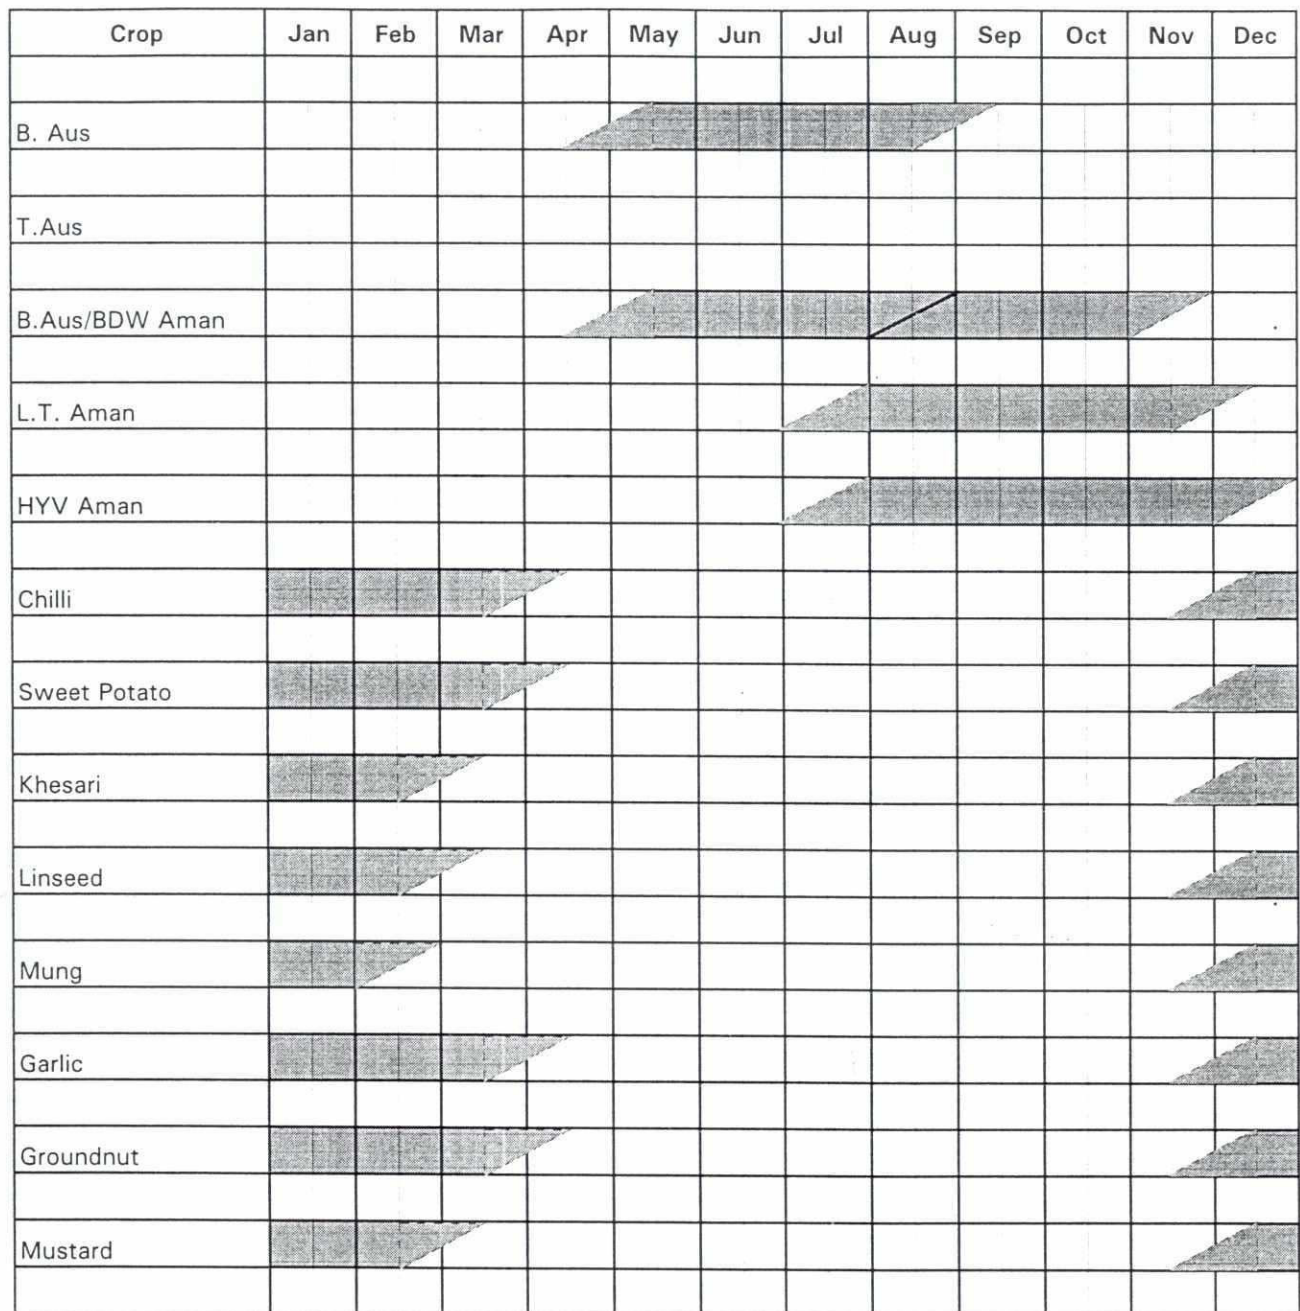 Crop Jan Feb Mar Apr May Jun Jul Aug Sep Oct Nov Dec
B. Aus
T.Aus
B.Aus/BDW Aman
L.T. Aman
HYV Aman
Chilli
Sweet Potato
Khesari
Linseed
Mung
Garlic
Groundnut
Mustard